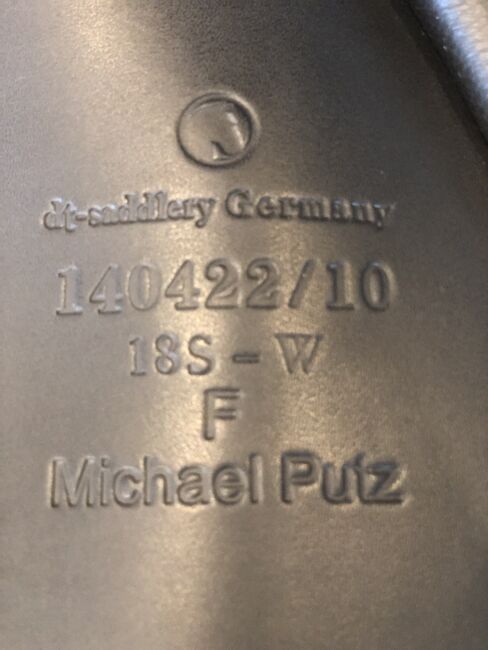 dt-saddlery Germany
140422/10
18S - W
F
Michael Putz